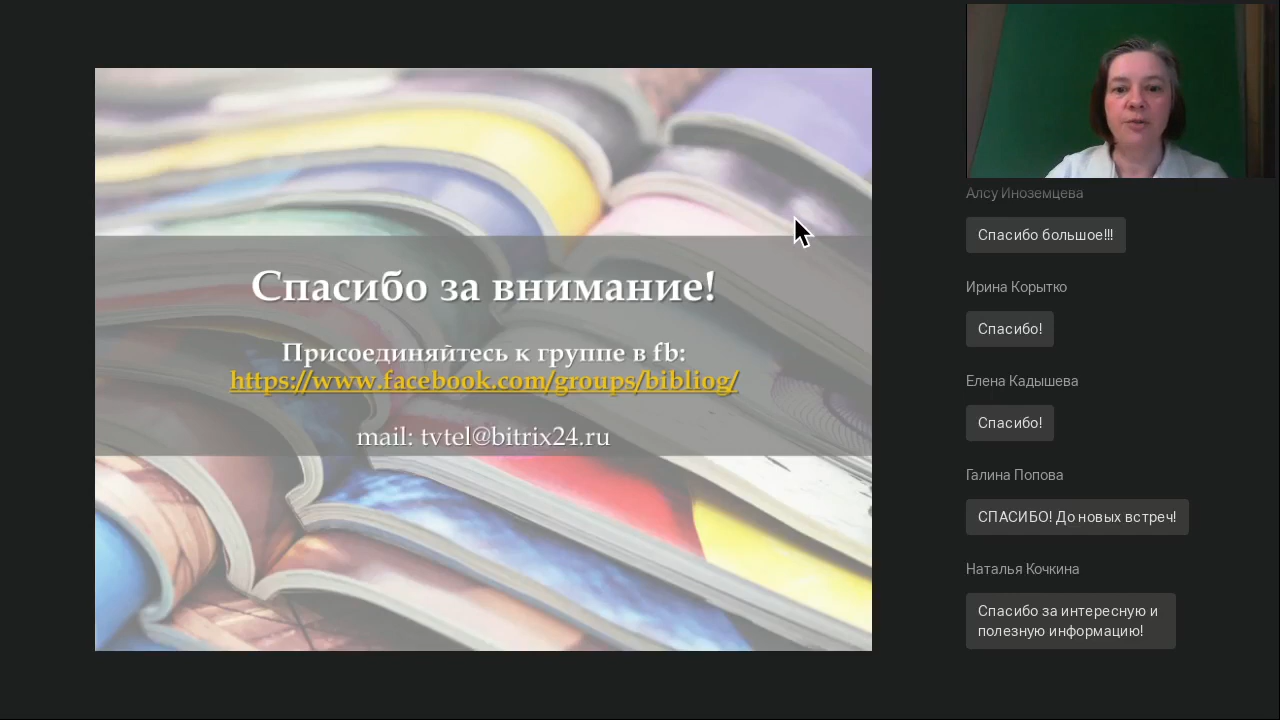 Спасибо за внимание!
Присоединяйтесь к группе в fb:
https://www.facebook.com/groups/bibliog/
mail: tvtel@bitrix24.ru
Алсу Иноземцева
Спасибо большое!!!
Ирина Корытко
Спасибо!
Елена Кадышева
Спасибо!
Галина Попова
СПАСИБО! До новых встреч!
Наталья Кочкина
Спасибо за интересную и
полезную информацию!